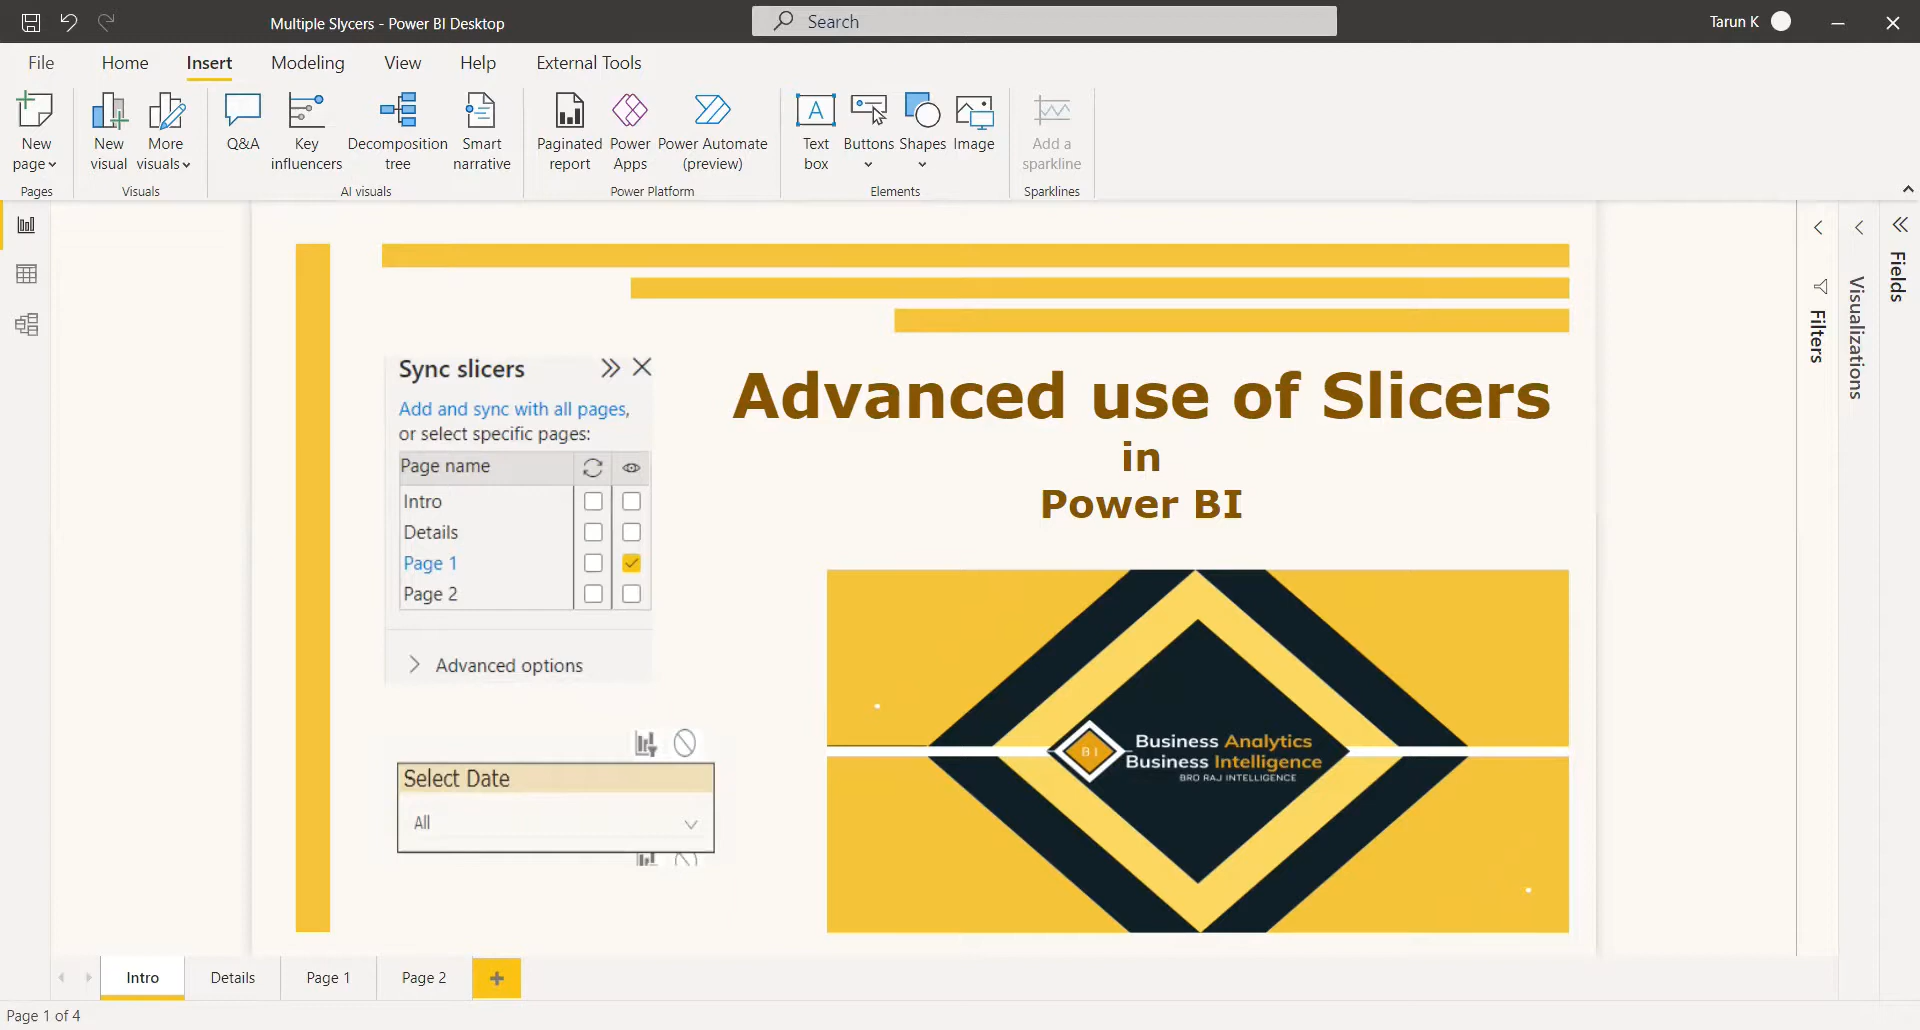 Multiple Slycers - Power BI Desktop
Search
Tarun K
File Home Insert Modeling View Help External Tools
New page
New visual
More visuals
Q&A
Key influencers
Decomposition tree
Smart narrative
Paginated report
Power Apps
Power Automate (preview)
Text box
Buttons
Shapes
Image
Add a sparkline
Pages
Visuals
AI visuals
Power Platform
Elements
Sparklines
Sync slicers
Add and sync with all pages,
or select specific pages:
Page name
Intro
Details
Page 1
Page 2
Advanced options
Select Date
All
Advanced use of Slicers
in
Power BI
BI
Business Analytics
Business Intelligence
BRO RAJ INTELLIGENCE
Filters
Visualizations
Fields
Intro Details Page 1 Page 2
Page 1 of 4